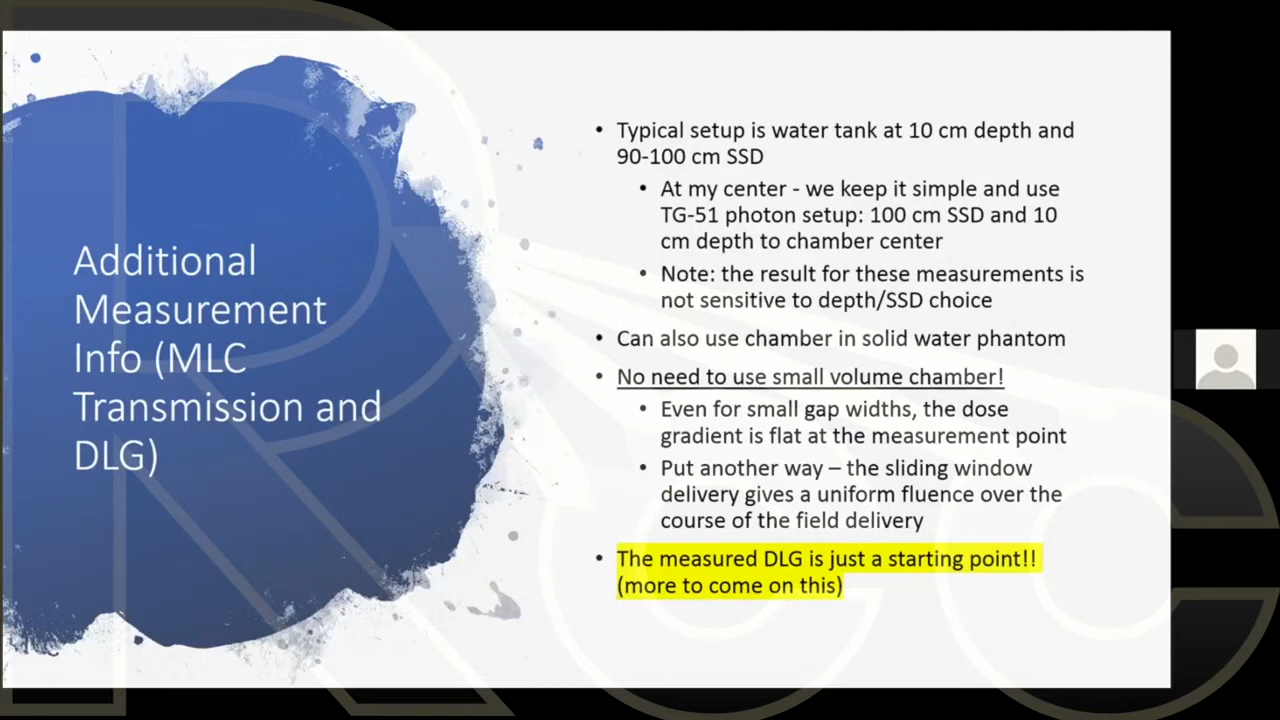 Additional
Measurement
Info (MLC
Transmission and
DLG)
• Typical setup is water tank at 10 cm depth and
90-100 cm SSD
• At my center - we keep it simple and use
TG-51 photon setup: 100 cm SSD and 10
cm depth to chamber center
• Note: the result for these measurements is
not sensitive to depth/SSD choice
• Can also use chamber in solid water phantom
• No need to use small volume chamber!
• Even for small gap widths, the dose
gradient is flat at the measurement point
• Put another way – the sliding window
delivery gives a uniform fluence over the
course of the field delivery
• The measured DLG is just a starting point!!
(more to come on this)